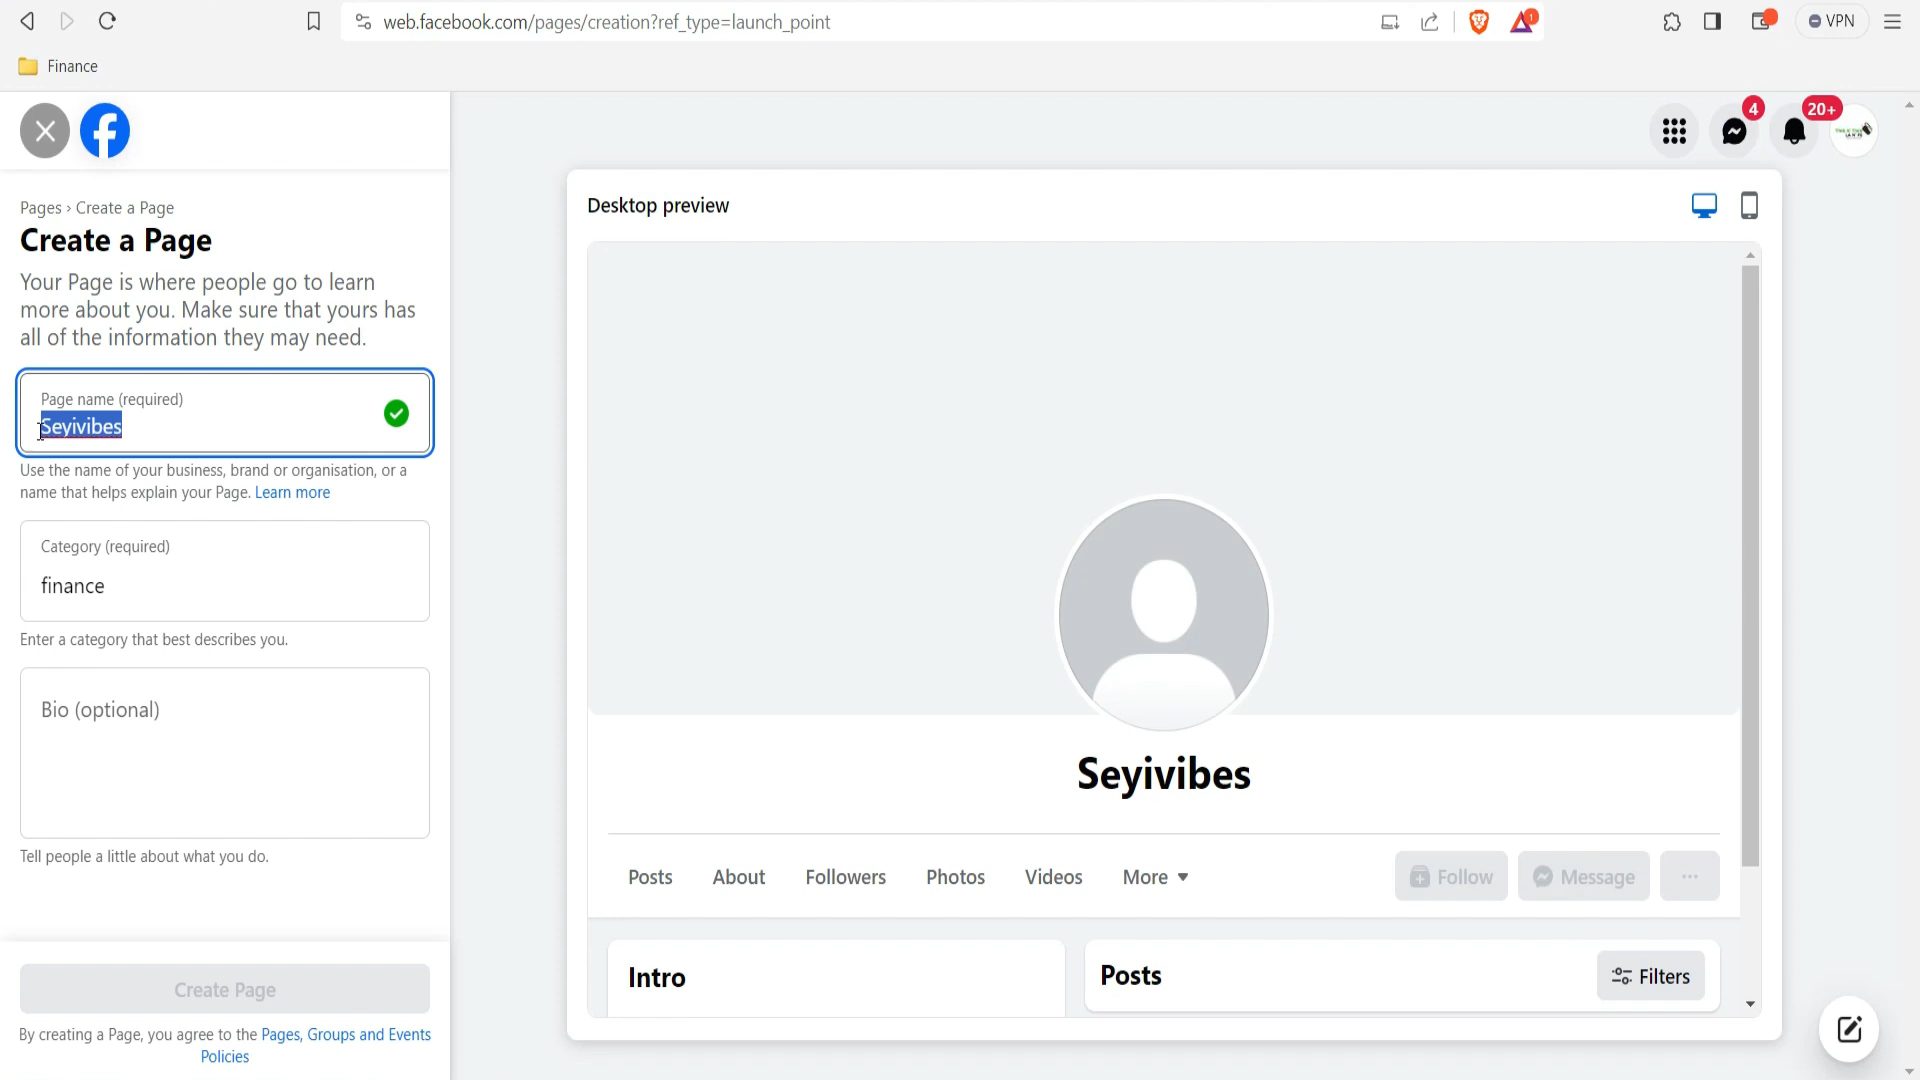 web.facebook.com/pages/creation?ref_type=launch_point
1
VPN
Finance
4
20+
Pages › Create a Page
Create a Page
Your Page is where people go to learn
more about you. Make sure that yours has
all of the information they may need.
Page name (required)
Seyivibes
Use the name of your business, brand or organisation, or a
name that helps explain your Page. Learn more
Category (required)
finance
Enter a category that best describes you.
Bio (optional)
Tell people a little about what you do.
Create Page
By creating a Page, you agree to the Pages, Groups and Events
Policies
Desktop preview
Seyivibes
Posts
About
Followers
Photos
Videos
More
Follow
Message
Intro
Posts
Filters